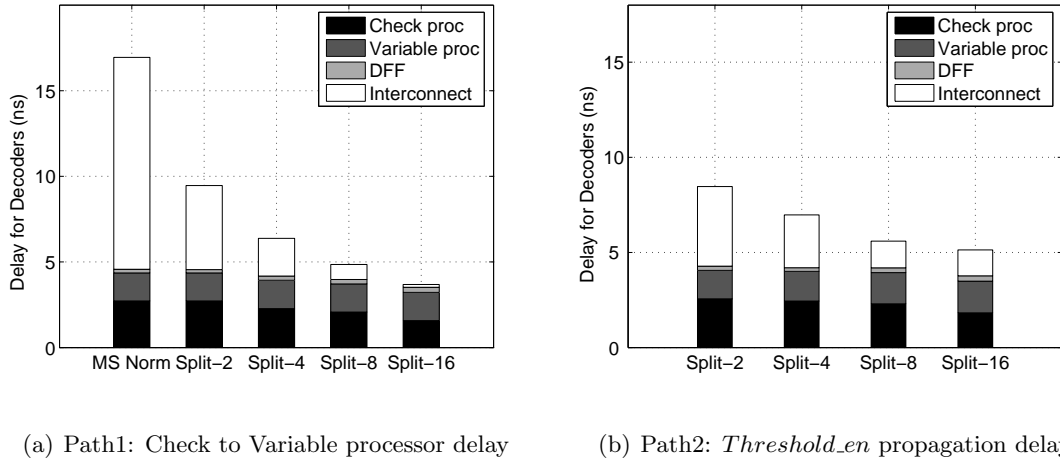 Delay for Decoders (ns)
15
10
5
0
Check proc
Variable proc
DFF
Interconnect
MS Norm Split−2 Split−4 Split−8 Split−16
(a) Path1: Check to Variable processor delay
Delay for Decoders (ns)
15
10
5
0
Check proc
Variable proc
DFF
Interconnect
Split−2 Split−4 Split−8 Split−16
(b) Path2: Threshold_en propagation dela